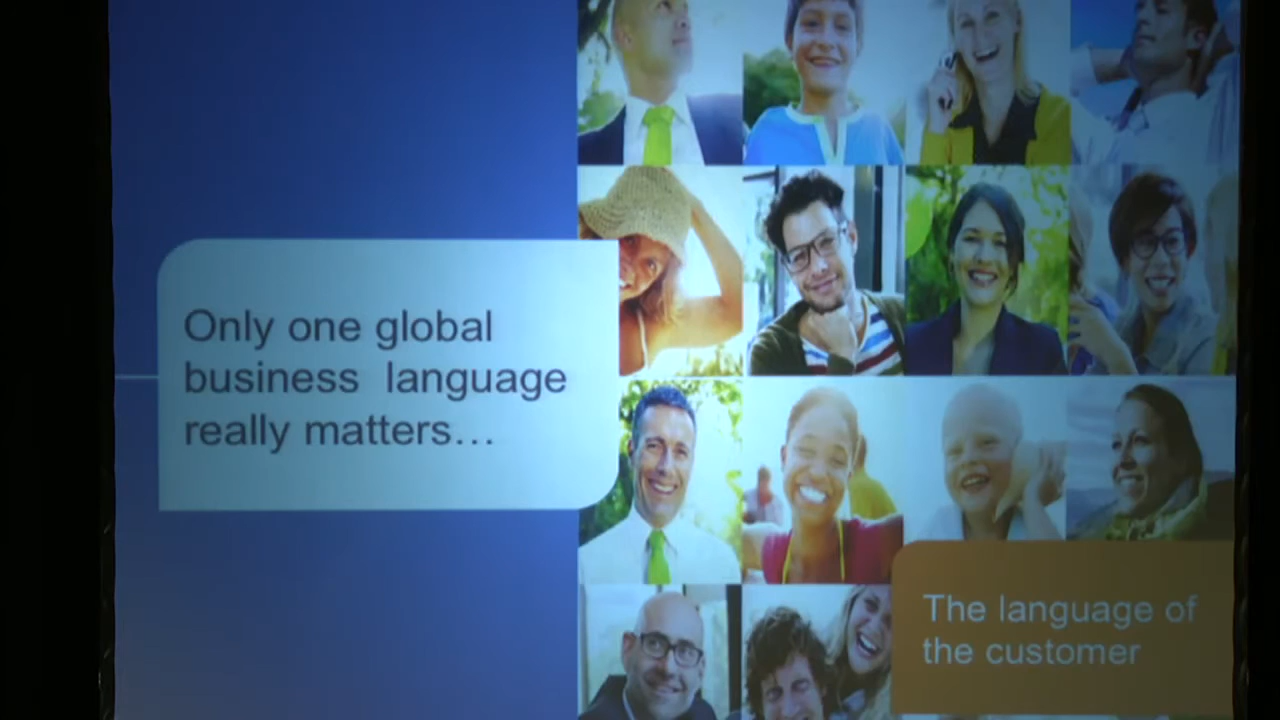 Only one global
business language
really matters…
The language of
the customer